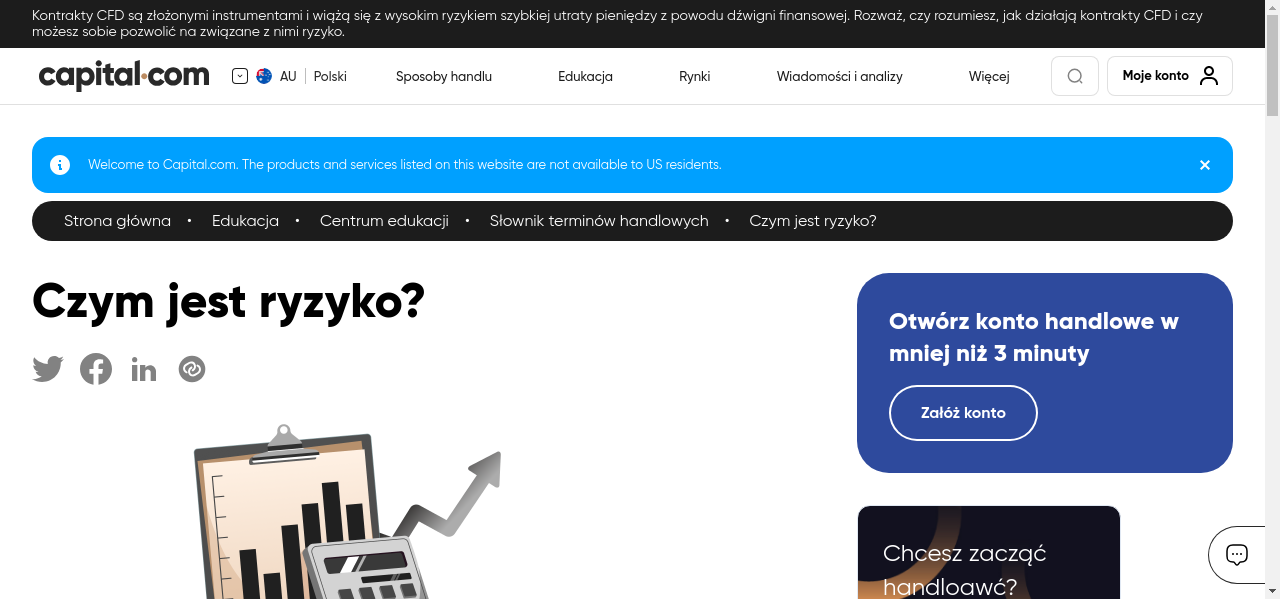 Kontrakty CFD są złożonymi instrumentami i wiążą się z wysokim ryzykiem szybkiej utraty pieniędzy z powodu dźwigni finansowej. Rozważ, czy rozumiesz, jak działają kontrakty CFD i czy
możesz sobie pozwolić na związane z nimi ryzyko.
capital.com
AU
Polski
Sposoby handlu
Edukacja
Rynki
Wiadomości i analizy
Więcej
Moje konto
Welcome to Capital.com. The products and services listed on this website are not available to US residents.
Strona główna • Edukacja • Centrum edukacji • Słownik terminów handlowych • Czym jest ryzyko?
Czym jest ryzyko?
Otwórz konto handlowe w
mniej niż 3 minuty
Załóż konto
Chcesz zacząć
handloawć?